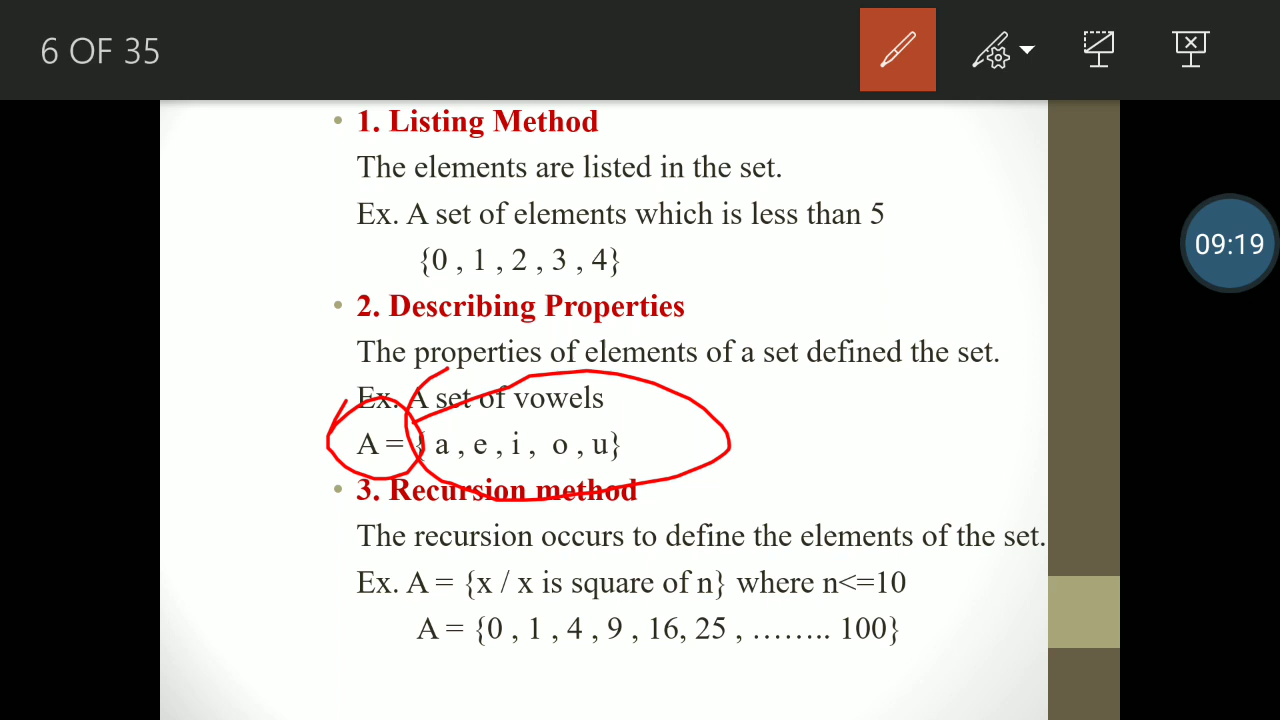 6 OF 35
• 1. Listing Method
The elements are listed in the set.
Ex. A set of elements which is less than 5
{0 , 1 , 2 , 3 , 4}
09:19
• 2. Describing Properties
The properties of elements of a set defined the set.
Ex. A set of vowels
A = { a , e , i , o , u}
• 3. Recursion method
The recursion occurs to define the elements of the set.
Ex. A = {x / x is square of n} where n<=10
A = {0 , 1 , 4 , 9 , 16, 25 , …….. 100}